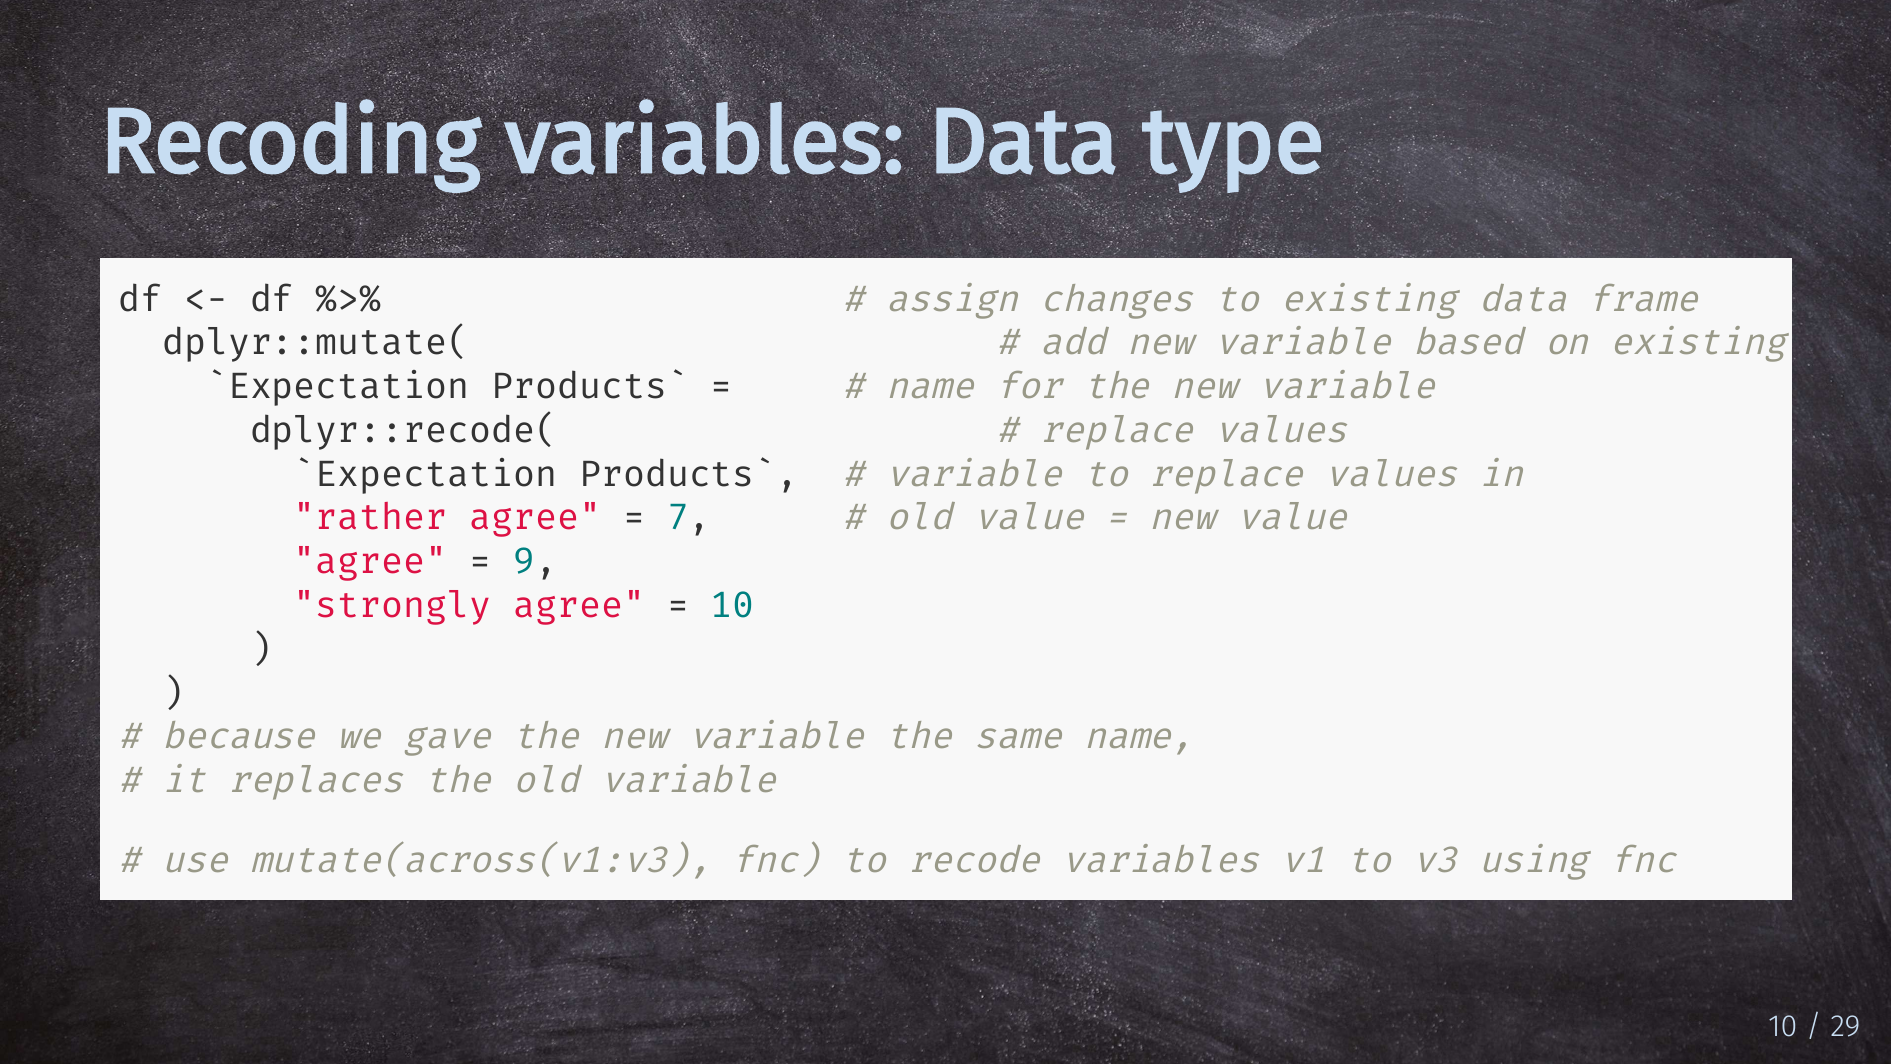 Recoding variables: Data type
df <- df %>%                     # assign changes to existing data frame
  dplyr::mutate(                        # add new variable based on existing
    `Expectation Products` =     # name for the new variable
      dplyr::recode(                    # replace values
        `Expectation Products`,  # variable to replace values in
        "rather agree" = 7,      # old value = new value
        "agree" = 9,
        "strongly agree" = 10
      )
  )
# because we gave the new variable the same name,
# it replaces the old variable

# use mutate(across(v1:v3), fnc) to recode variables v1 to v3 using fnc
10 / 29